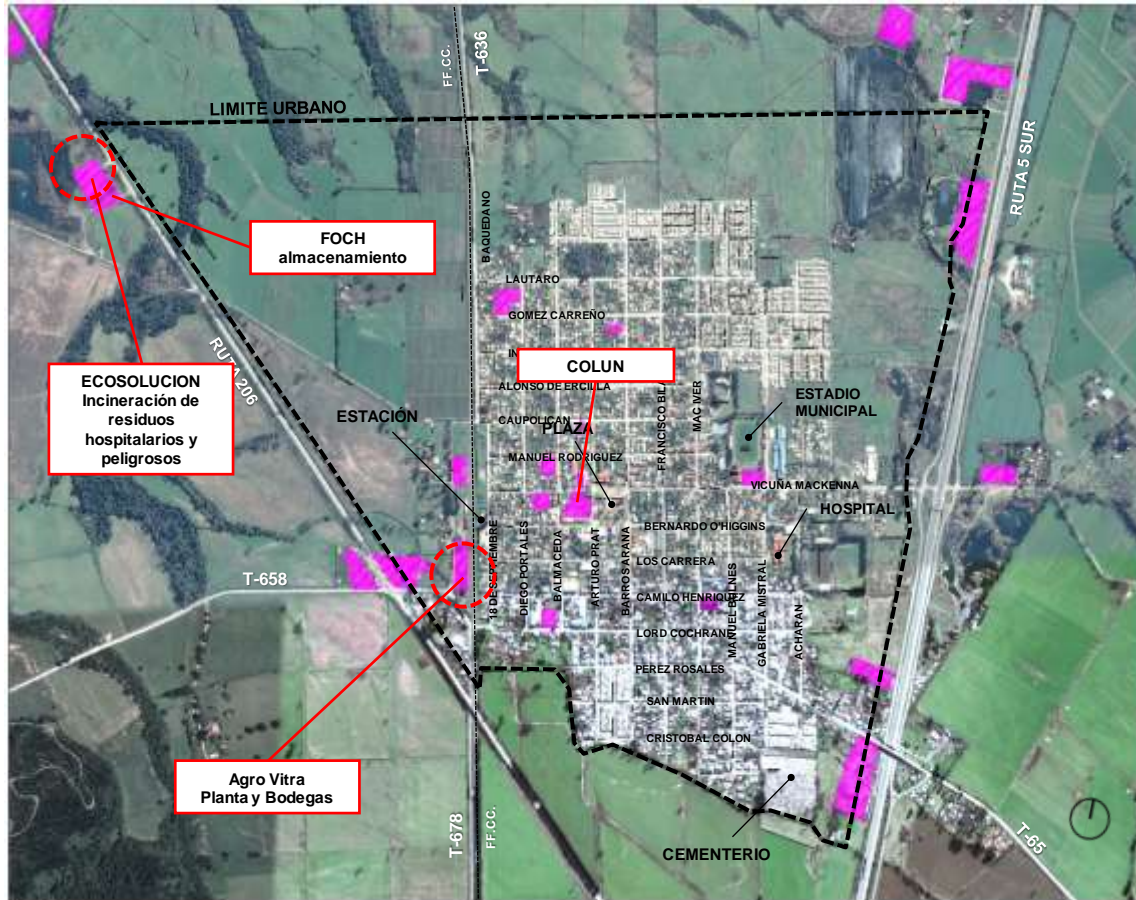 FF.CC.
T-636
LIMITE URBANO
RUTA 5 SUR
BAQUEDANO
FOCH
almacenamiento
LAUTARO
GOMEZ CARREÑO
IN
COLUN
RUTA 206
ECOSOLUCION
Incineración de
residuos
hospitalarios y
peligrosos
ALONSO DE ERCILLA
FRANCISCO BILB
MAC IVER
ESTADIO
MUNICIPAL
ESTACIÓN
CAUPOLICAN
PLAZA
MANUEL RODRIGUEZ
VICUÑA MACKENNA
HOSPITAL
BERNARDO O'HIGGINS
18 DE SEPTIEMBRE
DIEGO PORTALES
BALMACEDA
ARTURO PRAT
BARROS ARANA
LOS CARRERA
T-658
CAMILO HENRIQUEZ
MANUEL BULNES
GABRIELA MISTRAL
ACHARAN
LORD COCHRANE
PEREZ ROSALES
SAN MARTIN
CRISTOBAL COLON
Agro Vitra
Planta y Bodegas
T-678
FF.CC.
CEMENTERIO
T-65